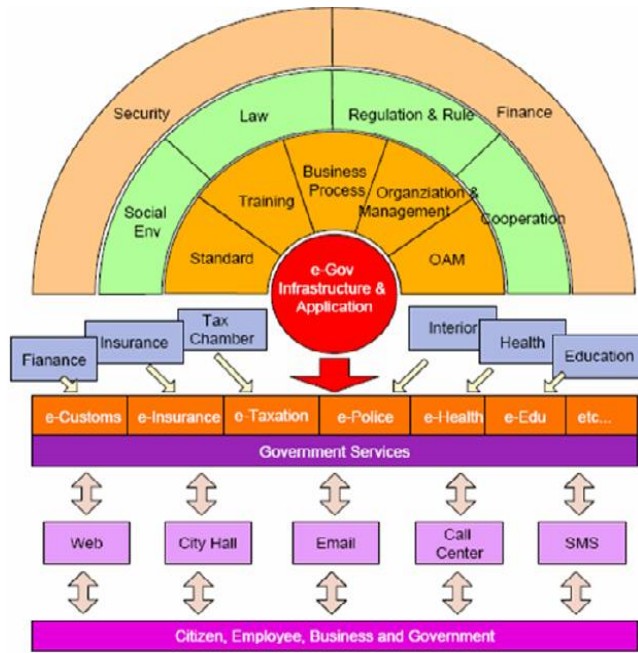 Security
Finance
Law
Regulation & Rule
Social
Env
Cooperation
Standard
Training
Business
Process
Organziation &
Management
OAM
e-Gov
Infrastructure &
Application
Fianance
Insurance
Tax
Chamber
Interior
Health
Education
e-Customs
e-Insurance
e-Taxation
e-Police
e-Health
e-Edu
etc...
Government Services
Web
City Hall
Email
Call
Center
SMS
Citizen, Employee, Business and Government